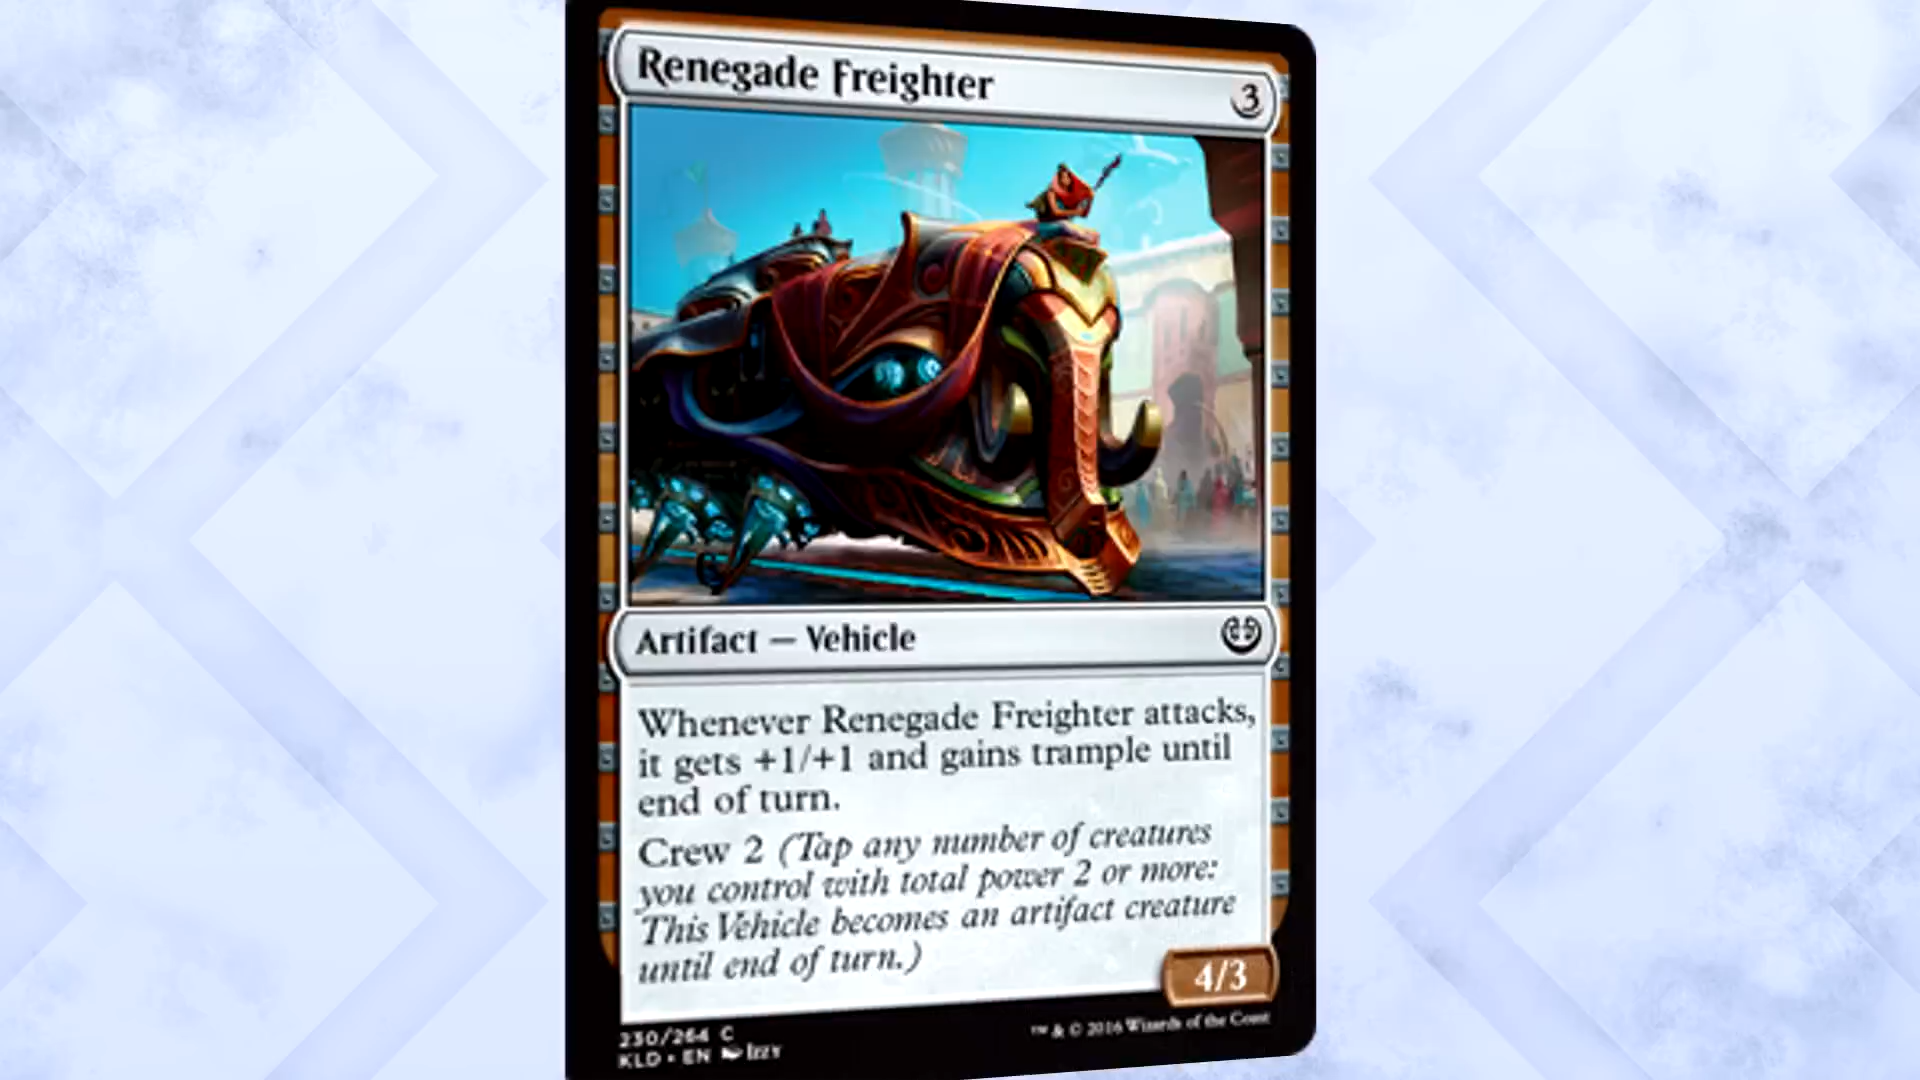 Renegade Freighter
3
Artifact — Vehicle
Whenever Renegade Freighter attacks,
it gets +1/+1 and gains trample until
end of turn.
Crew 2 (Tap any number of creatures
you control with total power 2 or more:
This Vehicle becomes an artifact creature
until end of turn.)
4/3
230/264 C
KLD • EN Izzy
™ & © 2016 Wizards of the Coast